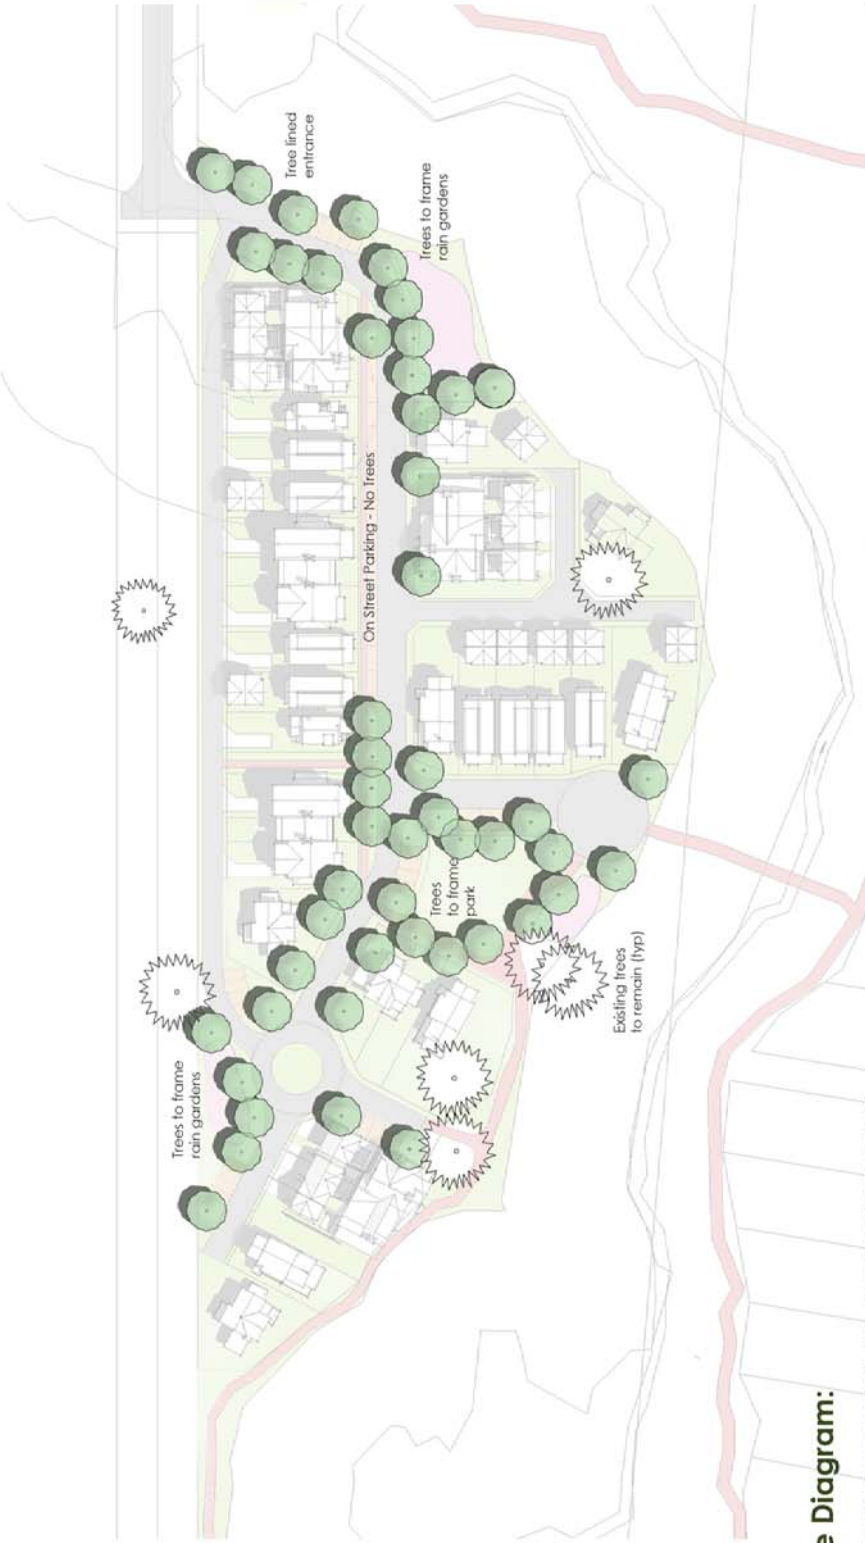 Tree lined
entrance
Trees to frame
rain gardens
On Street Parking - No Trees
Trees
to frame
park
Existing trees
to remain (typ)
Trees to frame
rain gardens
e Diagram: